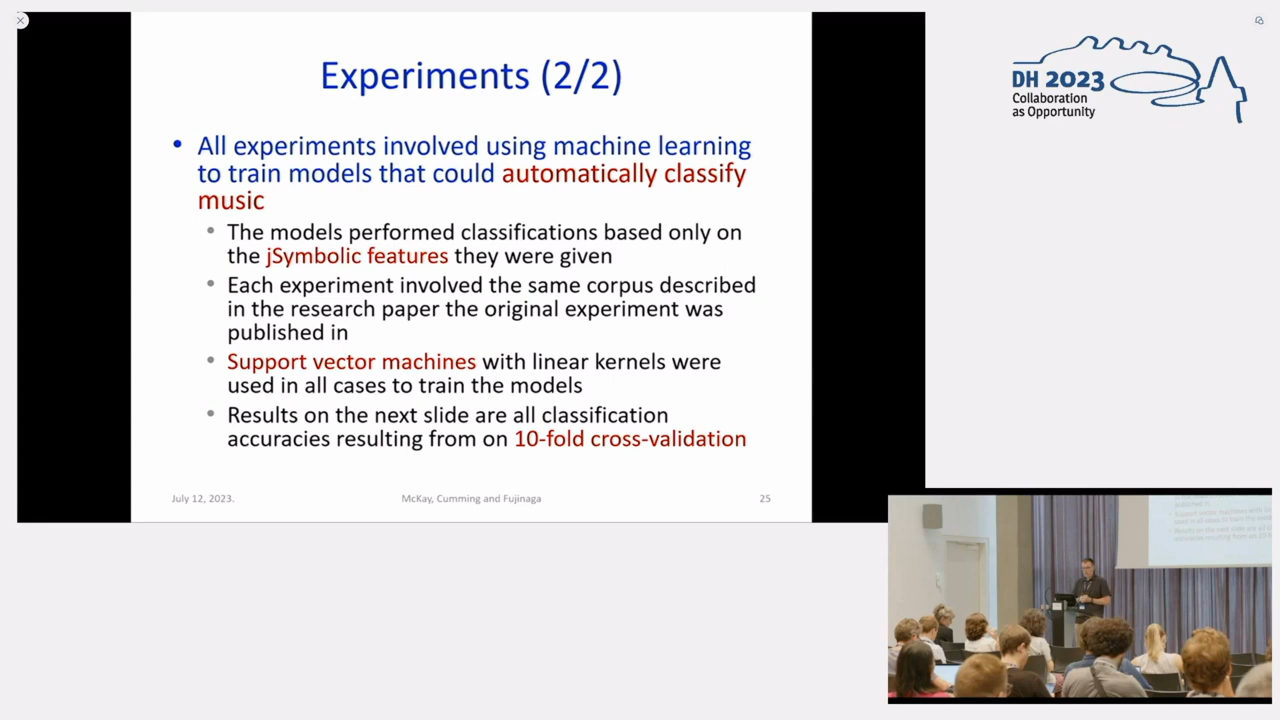 Experiments (2/2)
• All experiments involved using machine learning
to train models that could automatically classify
music
• The models performed classifications based only on
the jSymbolic features they were given
• Each experiment involved the same corpus described
in the research paper the original experiment was
published in
• Support vector machines with linear kernels were
used in all cases to train the models
• Results on the next slide are all classification
accuracies resulting from on 10-fold cross-validation
July 12, 2023.
McKay, Cumming and Fujinaga
25
DH 2023
Collaboration
as Opportunity